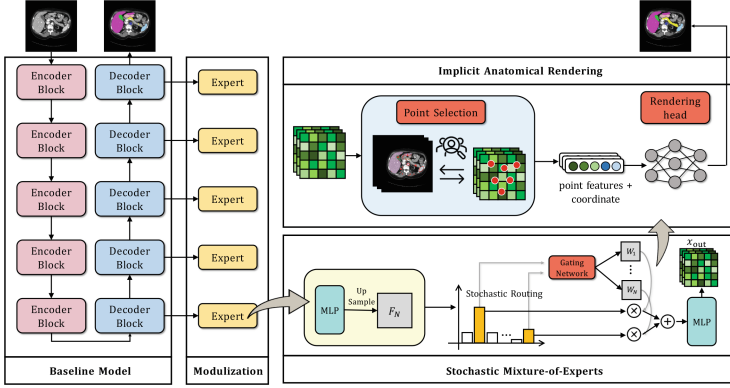 Encoder
Block
Decoder
Block
Expert
Encoder
Block
Decoder
Block
Expert
Encoder
Block
Decoder
Block
Expert
Encoder
Block
Decoder
Block
Expert
Encoder
Block
Decoder
Block
Expert
Baseline Model
Modulization
Implicit Anatomical Rendering
Point Selection
Rendering
head
point features +
coordinate
MLP
Up
Sample
F_N
Stochastic Routing
...
Gating
Network
W_1
⋮
W_N
×
×
+
x_out
MLP
Stochastic Mixture-of-Experts